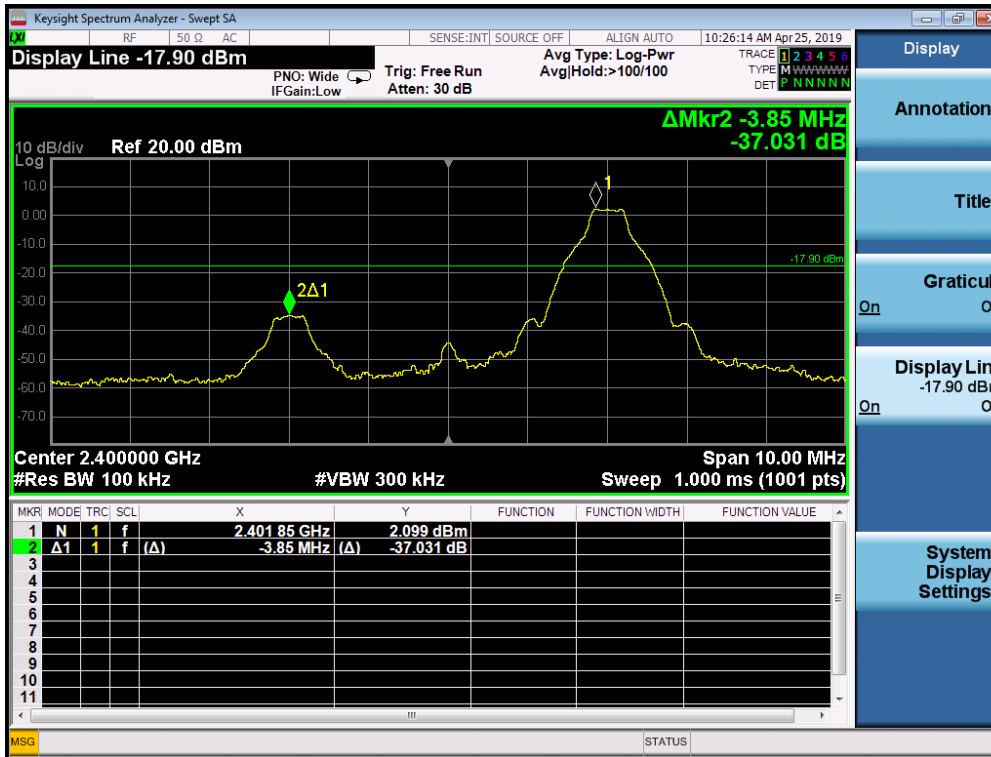 Keysight Spectrum Analyzer - Swept SA
LXI RF 50 Ω AC SENSE:INT SOURCE OFF ALIGN AUTO 10:26:14 AM Apr 25, 2019
Display Line -17.90 dBm
PNO: Wide
IFGain:Low
Trig: Free Run
Atten: 30 dB
Avg Type: Log-Pwr
Avg|Hold:>100/100
TRACE 1 2 3 4 5 6
TYPE M WWWWW
DET P N N N N N
ΔMkr2 -3.85 MHz
-37.031 dB
10 dB/div Ref 20.00 dBm
Log
10.0
0.00
-10.0
-20.0
-30.0
-40.0
-50.0
-60.0
-70.0
1
-17.90 dBm
2Δ1
Center 2.400000 GHz Span 10.00 MHz
#Res BW 100 kHz #VBW 300 kHz Sweep 1.000 ms (1001 pts)
MKR MODE TRC SCL X Y FUNCTION FUNCTION WIDTH FUNCTION VALUE
1 N 1 f 2.401 85 GHz 2.099 dBm
2 Δ1 1 f (Δ) -3.85 MHz (Δ) -37.031 dB
3
4
5
6
7
8
9
10
11
MSG STATUS
Display
Annotation
Title
Graticul
On O
Display Lin
-17.90 dB
On O
System
Display
Settings